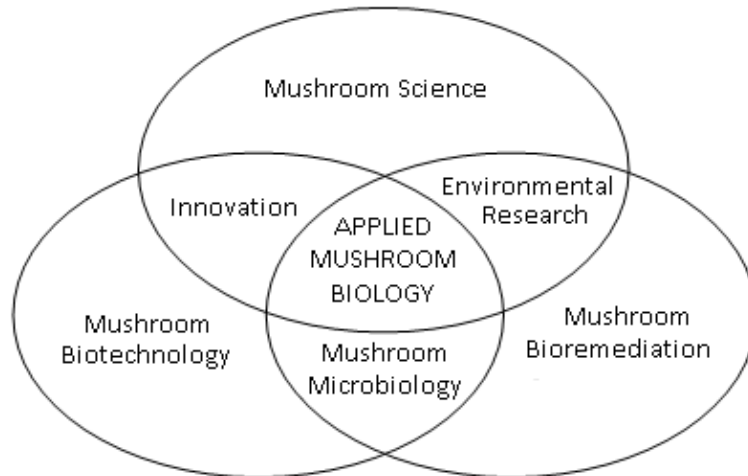 Mushroom Science
Innovation
Environmental
Research
APPLIED
MUSHROOM
BIOLOGY
Mushroom
Biotechnology
Mushroom
Microbiology
Mushroom
Bioremediation